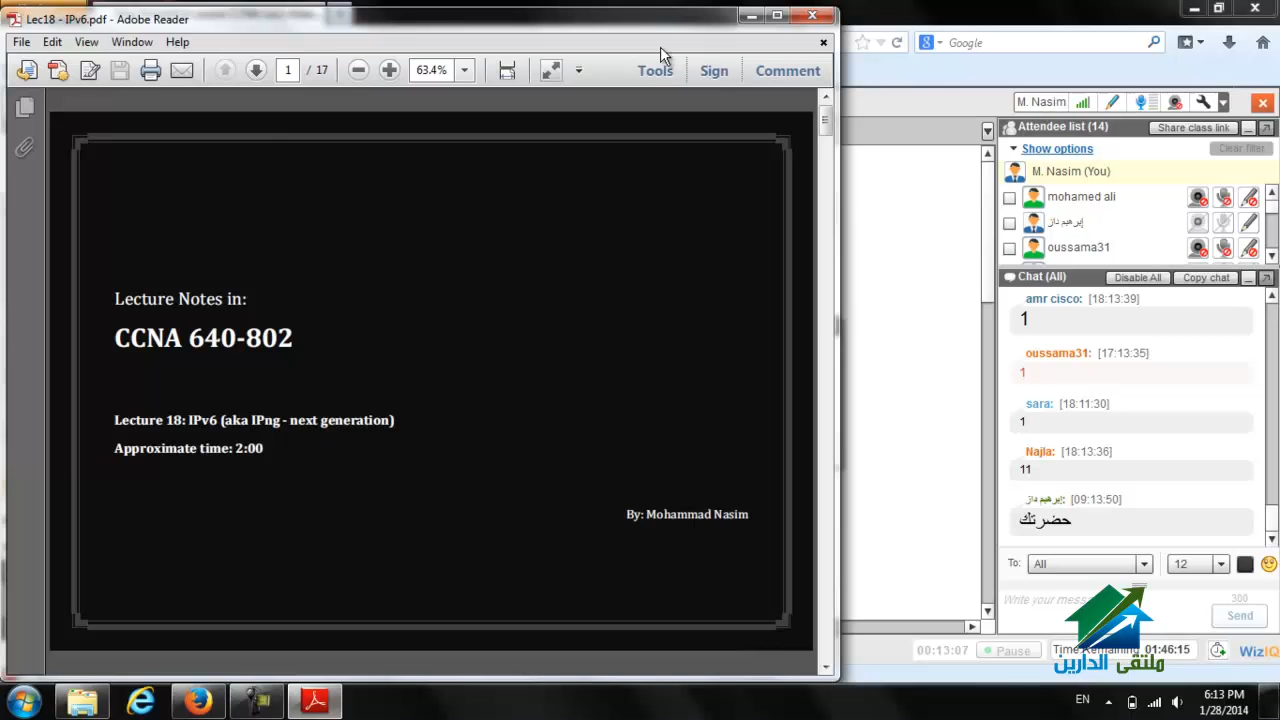 Lec18 - IPv6.pdf - Adobe Reader
File Edit View Window Help
1 / 17 63.4% Tools Sign Comment
Lecture Notes in:
CCNA 640-802
Lecture 18: IPv6 (aka IPng - next generation)
Approximate time: 2:00
By: Mohammad Nasim
Google
M. Nasim
Attendee list (14) Share class link
Show options Clear filter
M. Nasim (You)
mohamed ali
إبرهيم داز
oussama31
Chat (All) Disable All Copy chat
amr cisco: [18:13:39]
1
oussama31: [17:13:35]
1
sara: [18:11:30]
1
Najla: [18:13:36]
11
إبرهيم داز: [09:13:50]
حضرتك
To: All 12
Write your mess
300
Send
00:13:07 Pause Time Remaining 01:46:15 WizIQ
ملتقى الدارين
EN 6:13 PM
1/28/2014